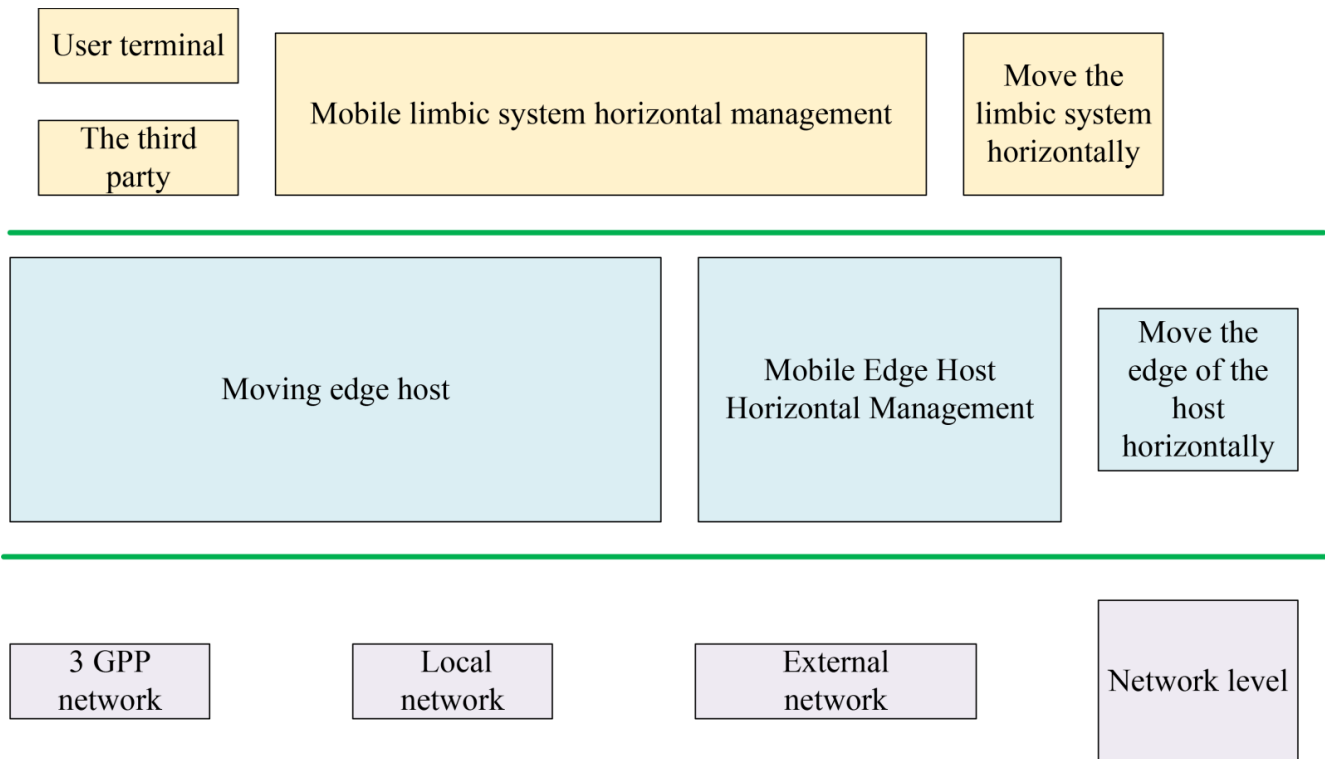 User terminal
The third
party
Mobile limbic system horizontal management
Move the
limbic system
horizontally
Moving edge host
Mobile Edge Host
Horizontal Management
Move the
edge of the
host
horizontally
3 GPP
network
Local
network
External
network
Network level